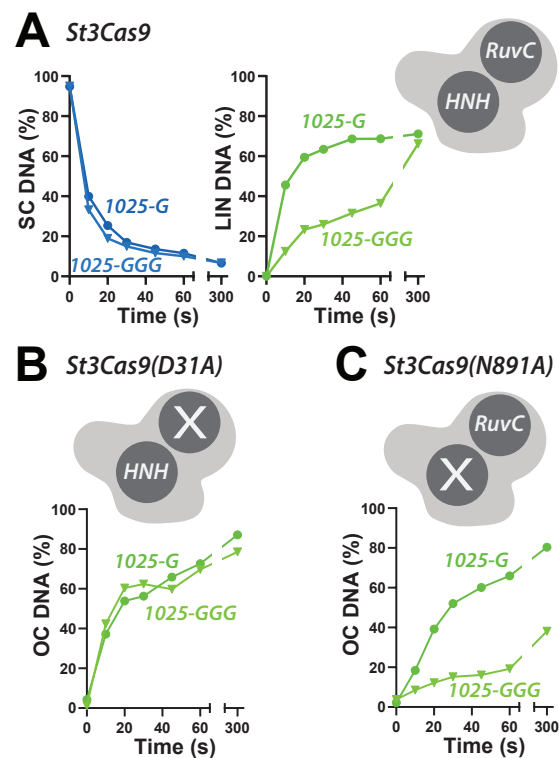 A St3Cas9
RuvC
HNH
SC DNA (%)
100
80
60
40
20
0
1025-G
1025-GGG
0 20 40 60 300
Time (s)
LIN DNA (%)
100
80
60
40
20
0
1025-G
1025-GGG
0 20 40 60 300
Time (s)
B St3Cas9(D31A)
X
HNH
OC DNA (%)
100
80
60
40
20
0
1025-G
1025-GGG
0 20 40 60 300
Time (s)
C St3Cas9(N891A)
RuvC
X
OC DNA (%)
100
80
60
40
20
0
1025-G
1025-GGG
0 20 40 60 300
Time (s)